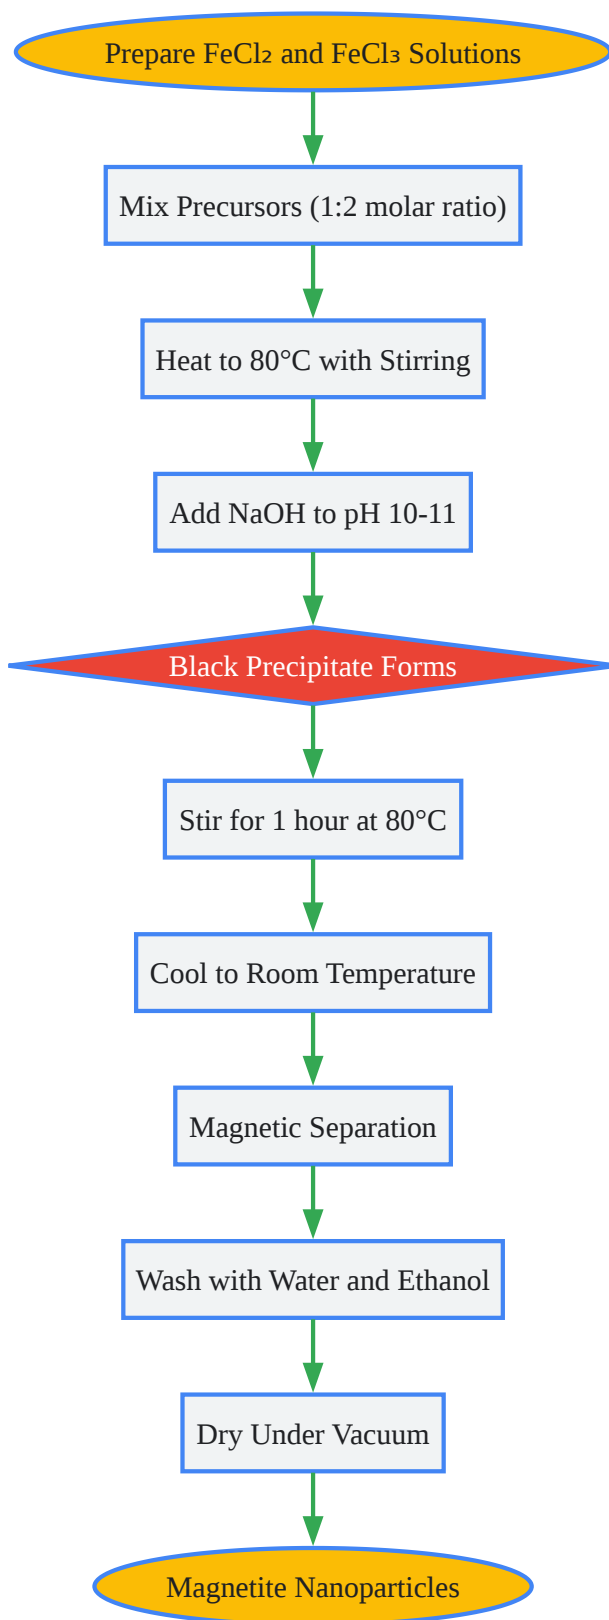 Prepare FeCl₂ and FeCl₃ Solutions
Mix Precursors (1:2 molar ratio)
Heat to 80°C with Stirring
Add NaOH to pH 10-11
Black Precipitate Forms
Stir for 1 hour at 80°C
Cool to Room Temperature
Magnetic Separation
Wash with Water and Ethanol
Dry Under Vacuum
Magnetite Nanoparticles